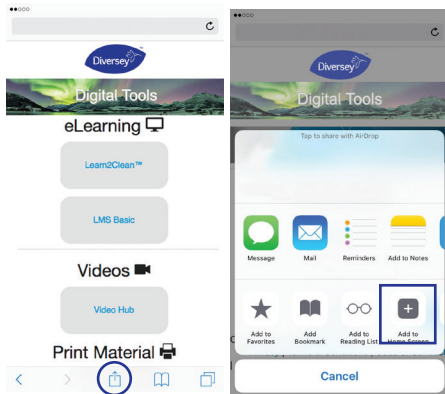 Diversey™
Digital Tools
eLearning
Learn2Clean™
LMS Basic
Videos
Video Hub
Print Material
Diversey
Digital Tools
Tap to share with AirDrop
Message
Mail
Reminders
Add to Notes
Add to Favorites
Add Bookmark
Add to Reading List
Add to Home Screen
Cancel